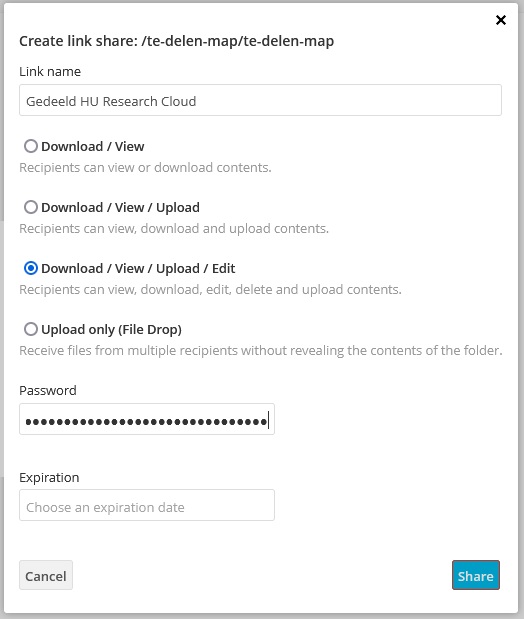 Create link share: /te-delen-map/te-delen-map
Link name
Gedeeld HU Research Cloud
Download / View
Recipients can view or download contents.
Download / View / Upload
Recipients can view, download and upload contents.
Download / View / Upload / Edit
Recipients can view, download, edit, delete and upload contents.
Upload only (File Drop)
Receive files from multiple recipients without revealing the contents of the folder.
Password
Expiration
Choose an expiration date
Cancel
Share